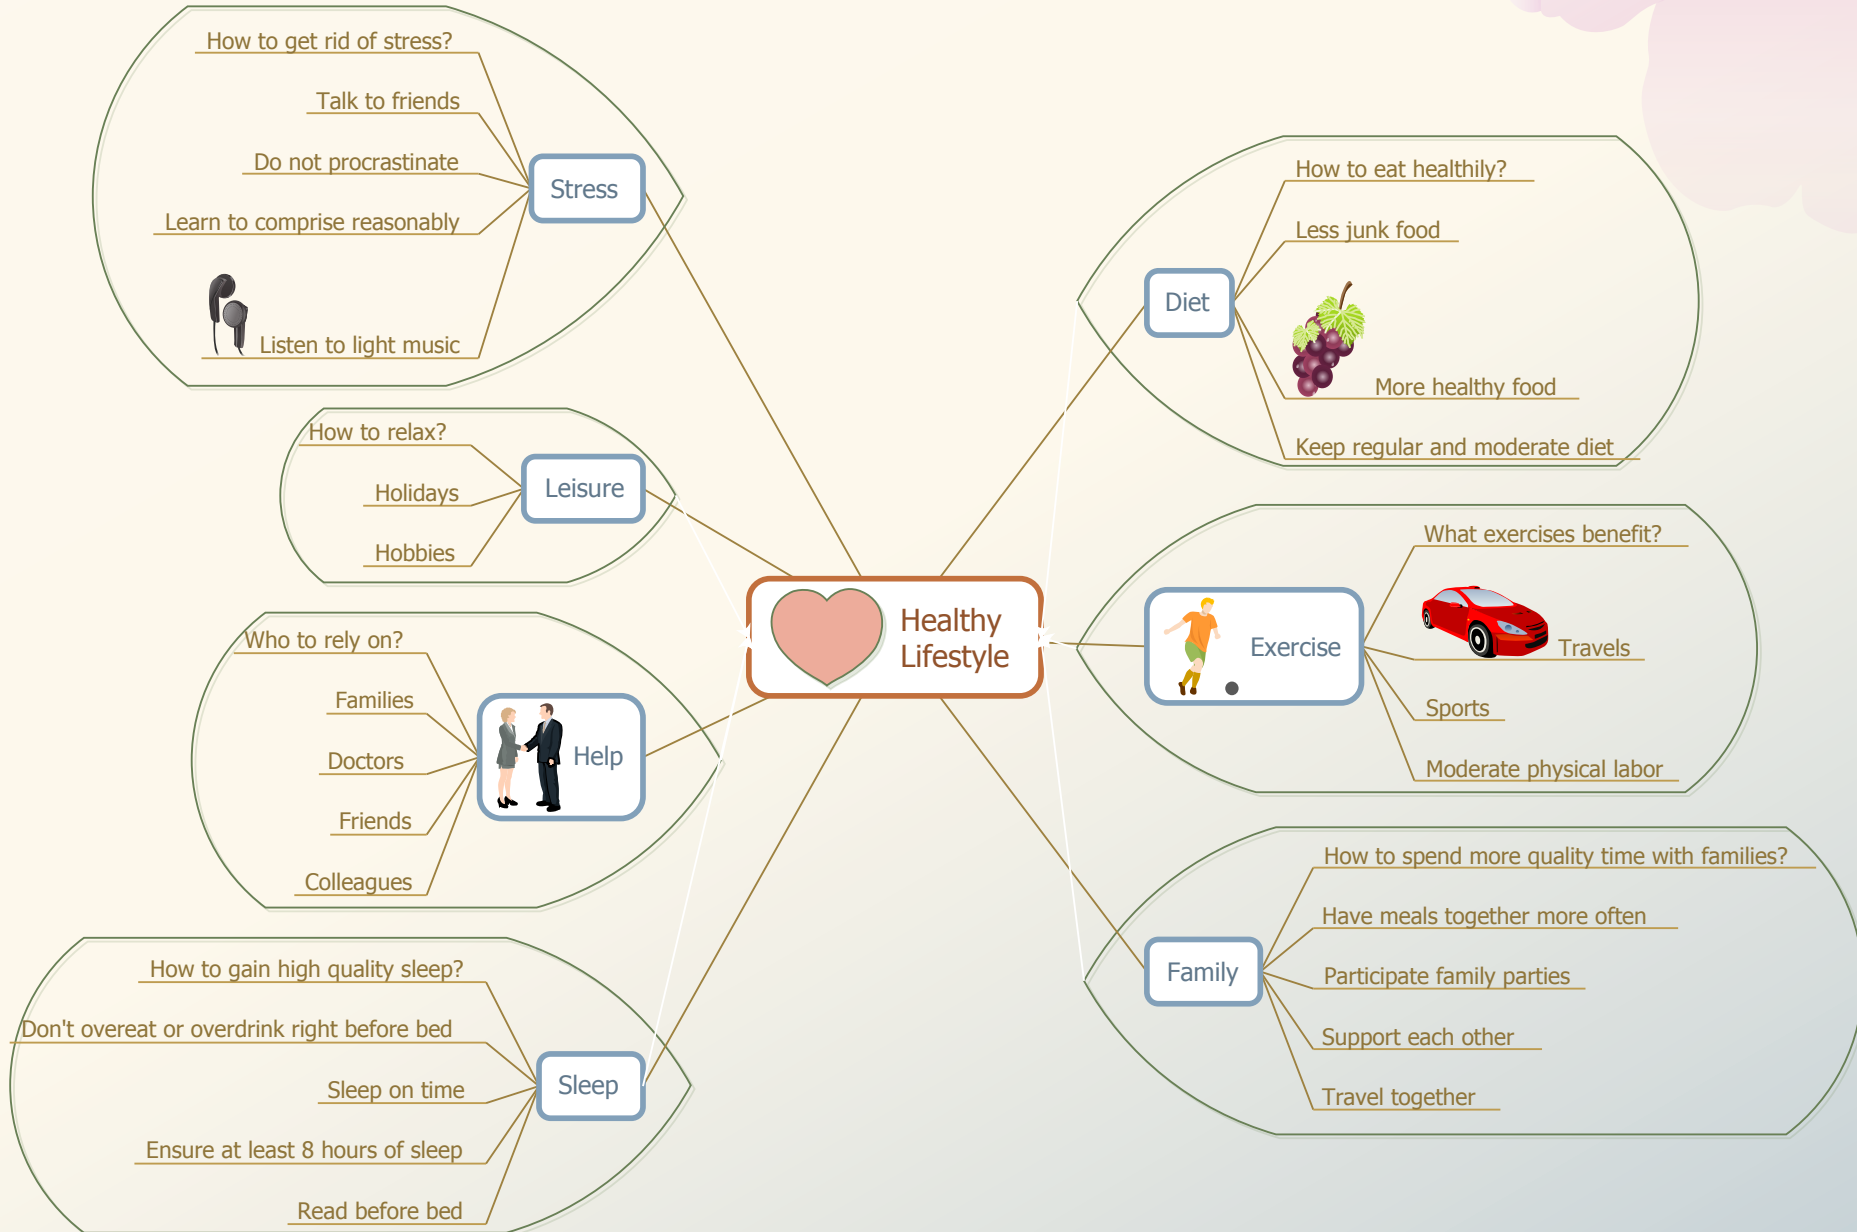 Healthy
Lifestyle
Stress
How to get rid of stress?
Talk to friends
Do not procrastinate
Learn to comprise reasonably
Listen to light music
Leisure
How to relax?
Holidays
Hobbies
Help
Who to rely on?
Families
Doctors
Friends
Colleagues
Sleep
How to gain high quality sleep?
Don't overeat or overdrink right before bed
Sleep on time
Ensure at least 8 hours of sleep
Read before bed
Diet
How to eat healthily?
Less junk food
More healthy food
Keep regular and moderate diet
Exercise
What exercises benefit?
Travels
Sports
Moderate physical labor
Family
How to spend more quality time with families?
Have meals together more often
Participate family parties
Support each other
Travel together